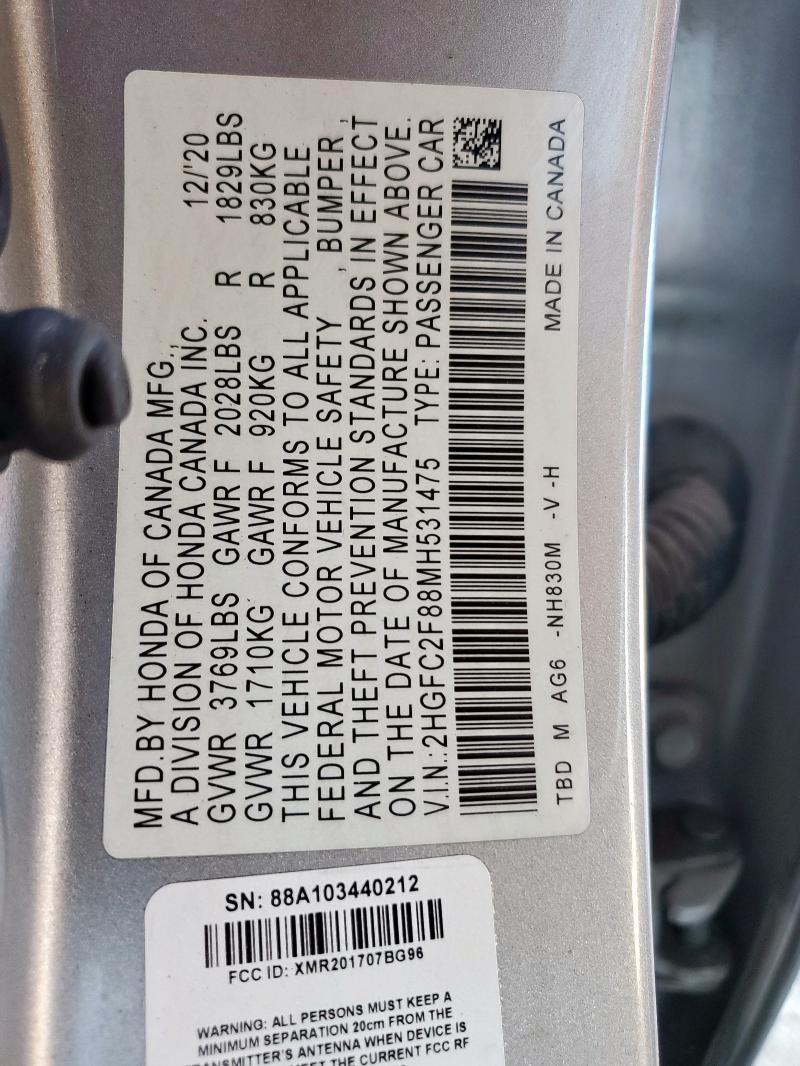 MFD.BY HONDA OF CANADA MFG.,
A DIVISION OF HONDA CANADA INC. 12/'20
GVWR 3769LBS GAWR F 2028LBS R 1829LBS
GVWR 1710KG GAWR F 920KG R 830KG
THIS VEHICLE CONFORMS TO ALL APPLICABLE
FEDERAL MOTOR VEHICLE SAFETY , BUMPER ,
AND THEFT PREVENTION STANDARDS IN EFFECT
ON THE DATE OF MANUFACTURE SHOWN ABOVE.
V.I.N.:2HGFC2F88MH531475 TYPE: PASSENGER CAR
TBD M AG6 -NH830M -V -H MADE IN CANADA
SN: 88A103440212
FCC ID: XMR201707BG96
WARNING: ALL PERSONS MUST KEEP A
MINIMUM SEPARATION 20cm FROM THE
TRANSMITTER'S ANTENNA WHEN DEVICE IS
MEET THE CURRENT FCC RF